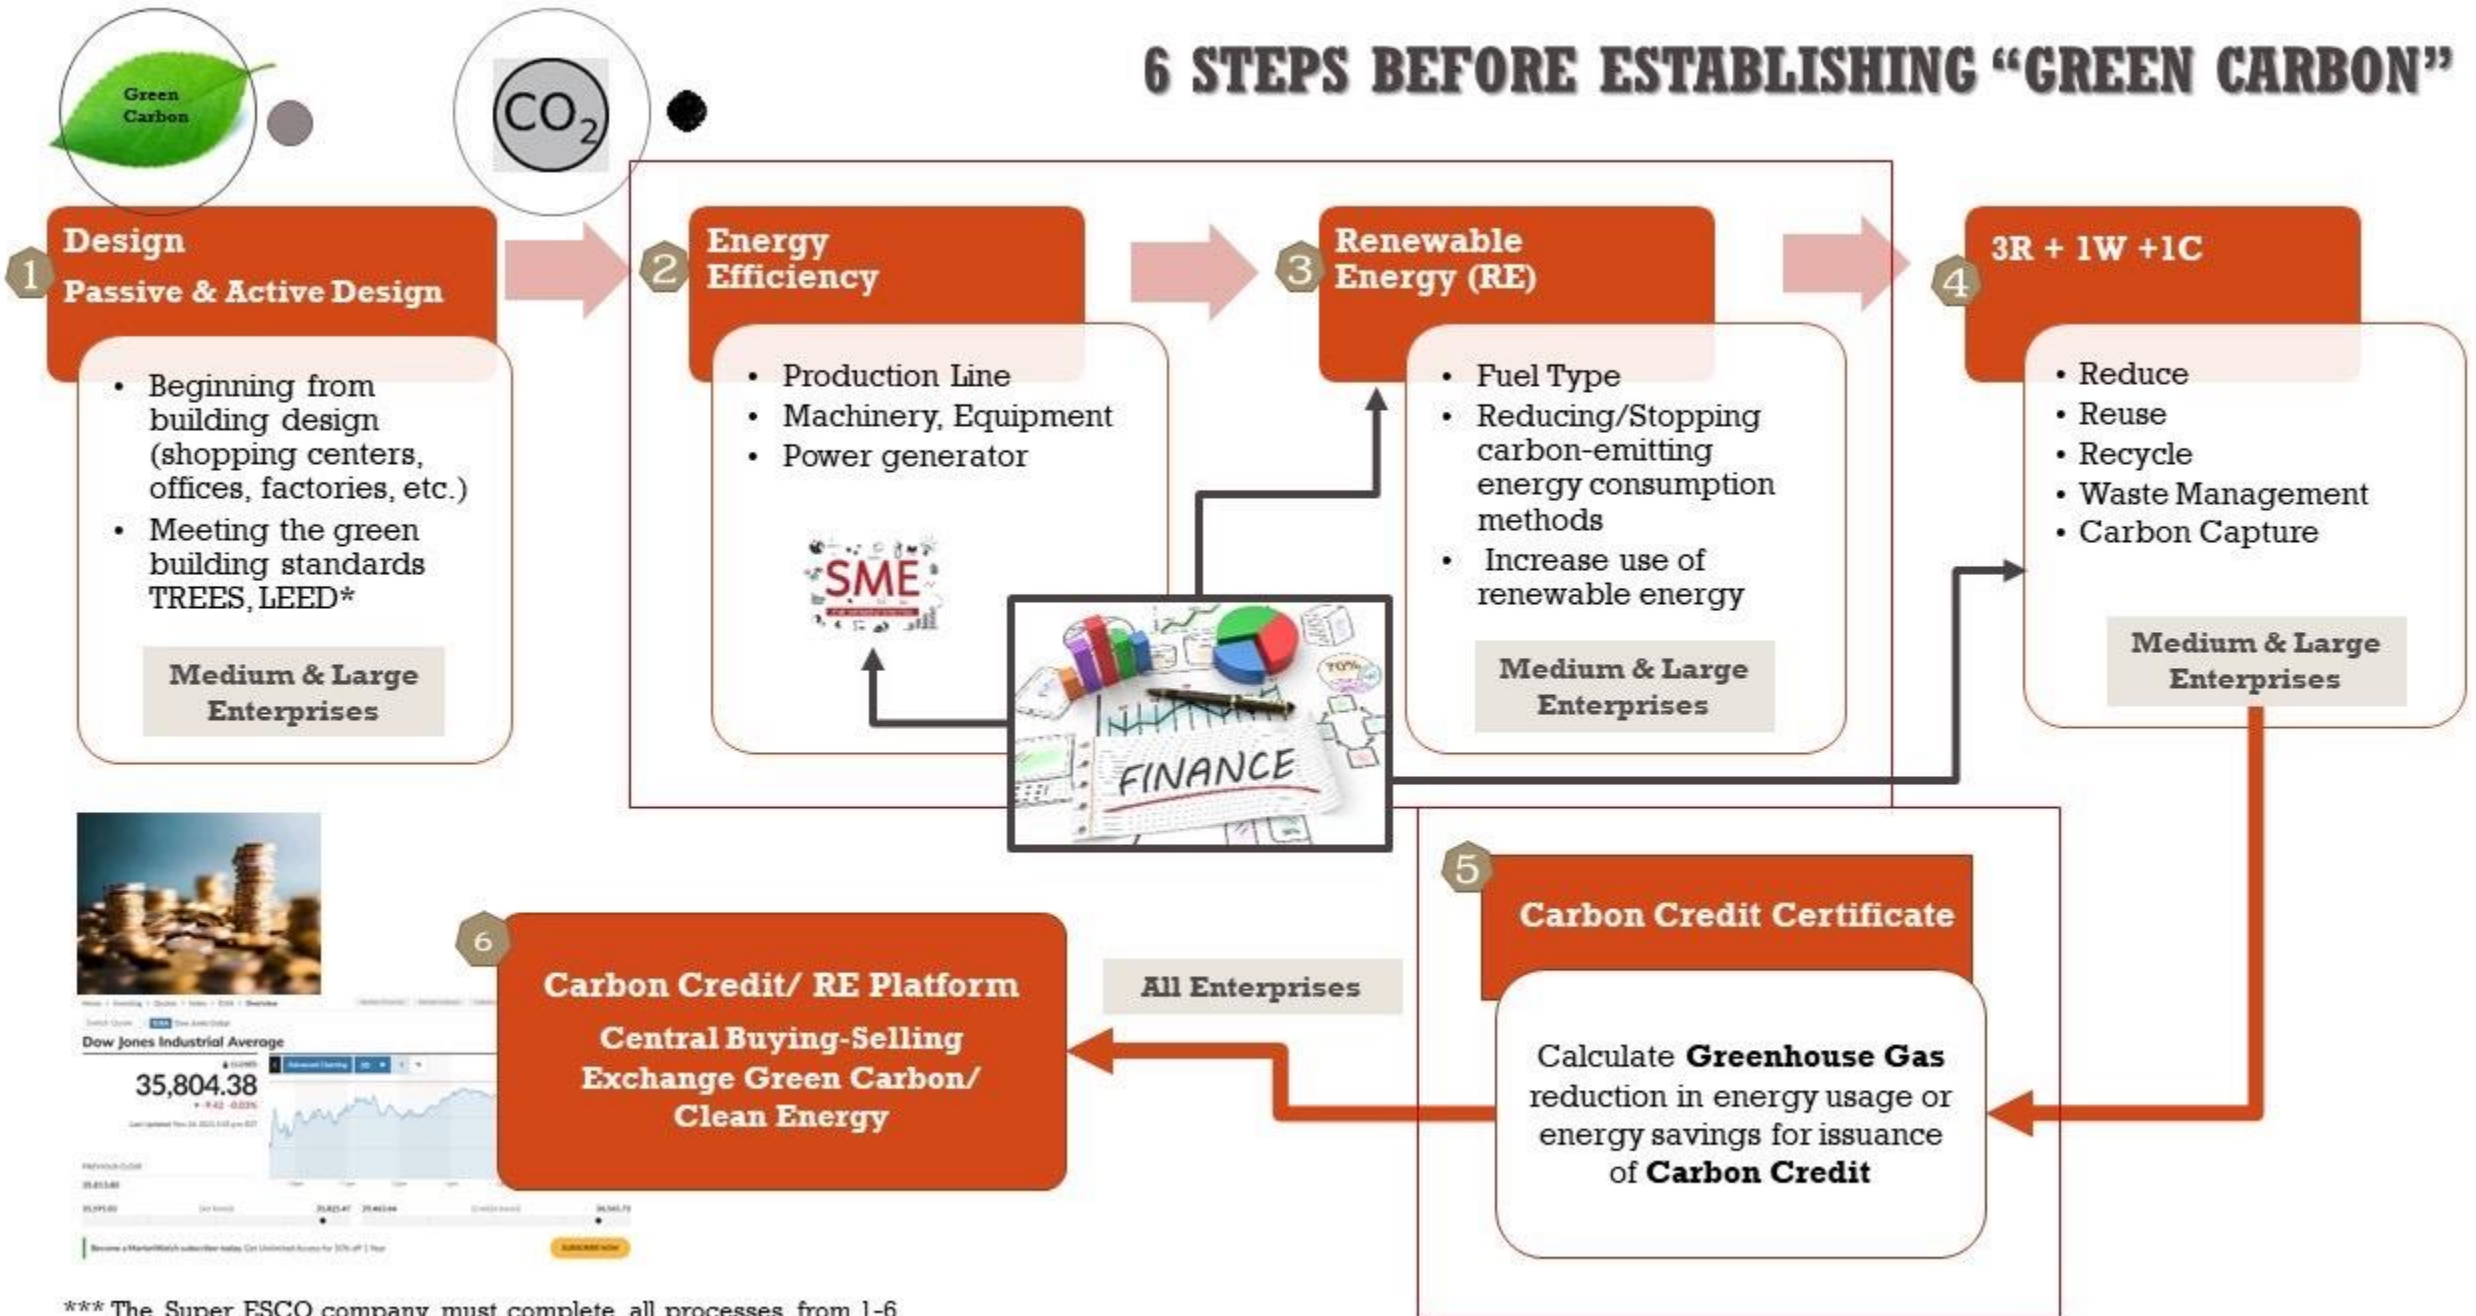 6 STEPS BEFORE ESTABLISHING “GREEN CARBON”
Green
Carbon
CO2
1
Design
Passive & Active Design
• Beginning from
building design
(shopping centers,
offices, factories, etc.)
• Meeting the green
building standards
TREES, LEED*
Medium & Large
Enterprises
2
Energy
Efficiency
• Production Line
• Machinery, Equipment
• Power generator
SME
3
Renewable
Energy (RE)
• Fuel Type
• Reducing/Stopping
carbon-emitting
energy consumption
methods
• Increase use of
renewable energy
Medium & Large
Enterprises
4
3R + 1W +1C
• Reduce
• Reuse
• Recycle
• Waste Management
• Carbon Capture
Medium & Large
Enterprises
70%
FINANCE
5
Carbon Credit Certificate
Calculate Greenhouse Gas
reduction in energy usage or
energy savings for issuance
of Carbon Credit
All Enterprises
6
Carbon Credit/ RE Platform
Central Buying-Selling
Exchange Green Carbon/
Clean Energy
Dow Jones Industrial Average
35,804.38
SUBSCRIBE NOW
*** The Super ESCO company must complete all processes from 1-6